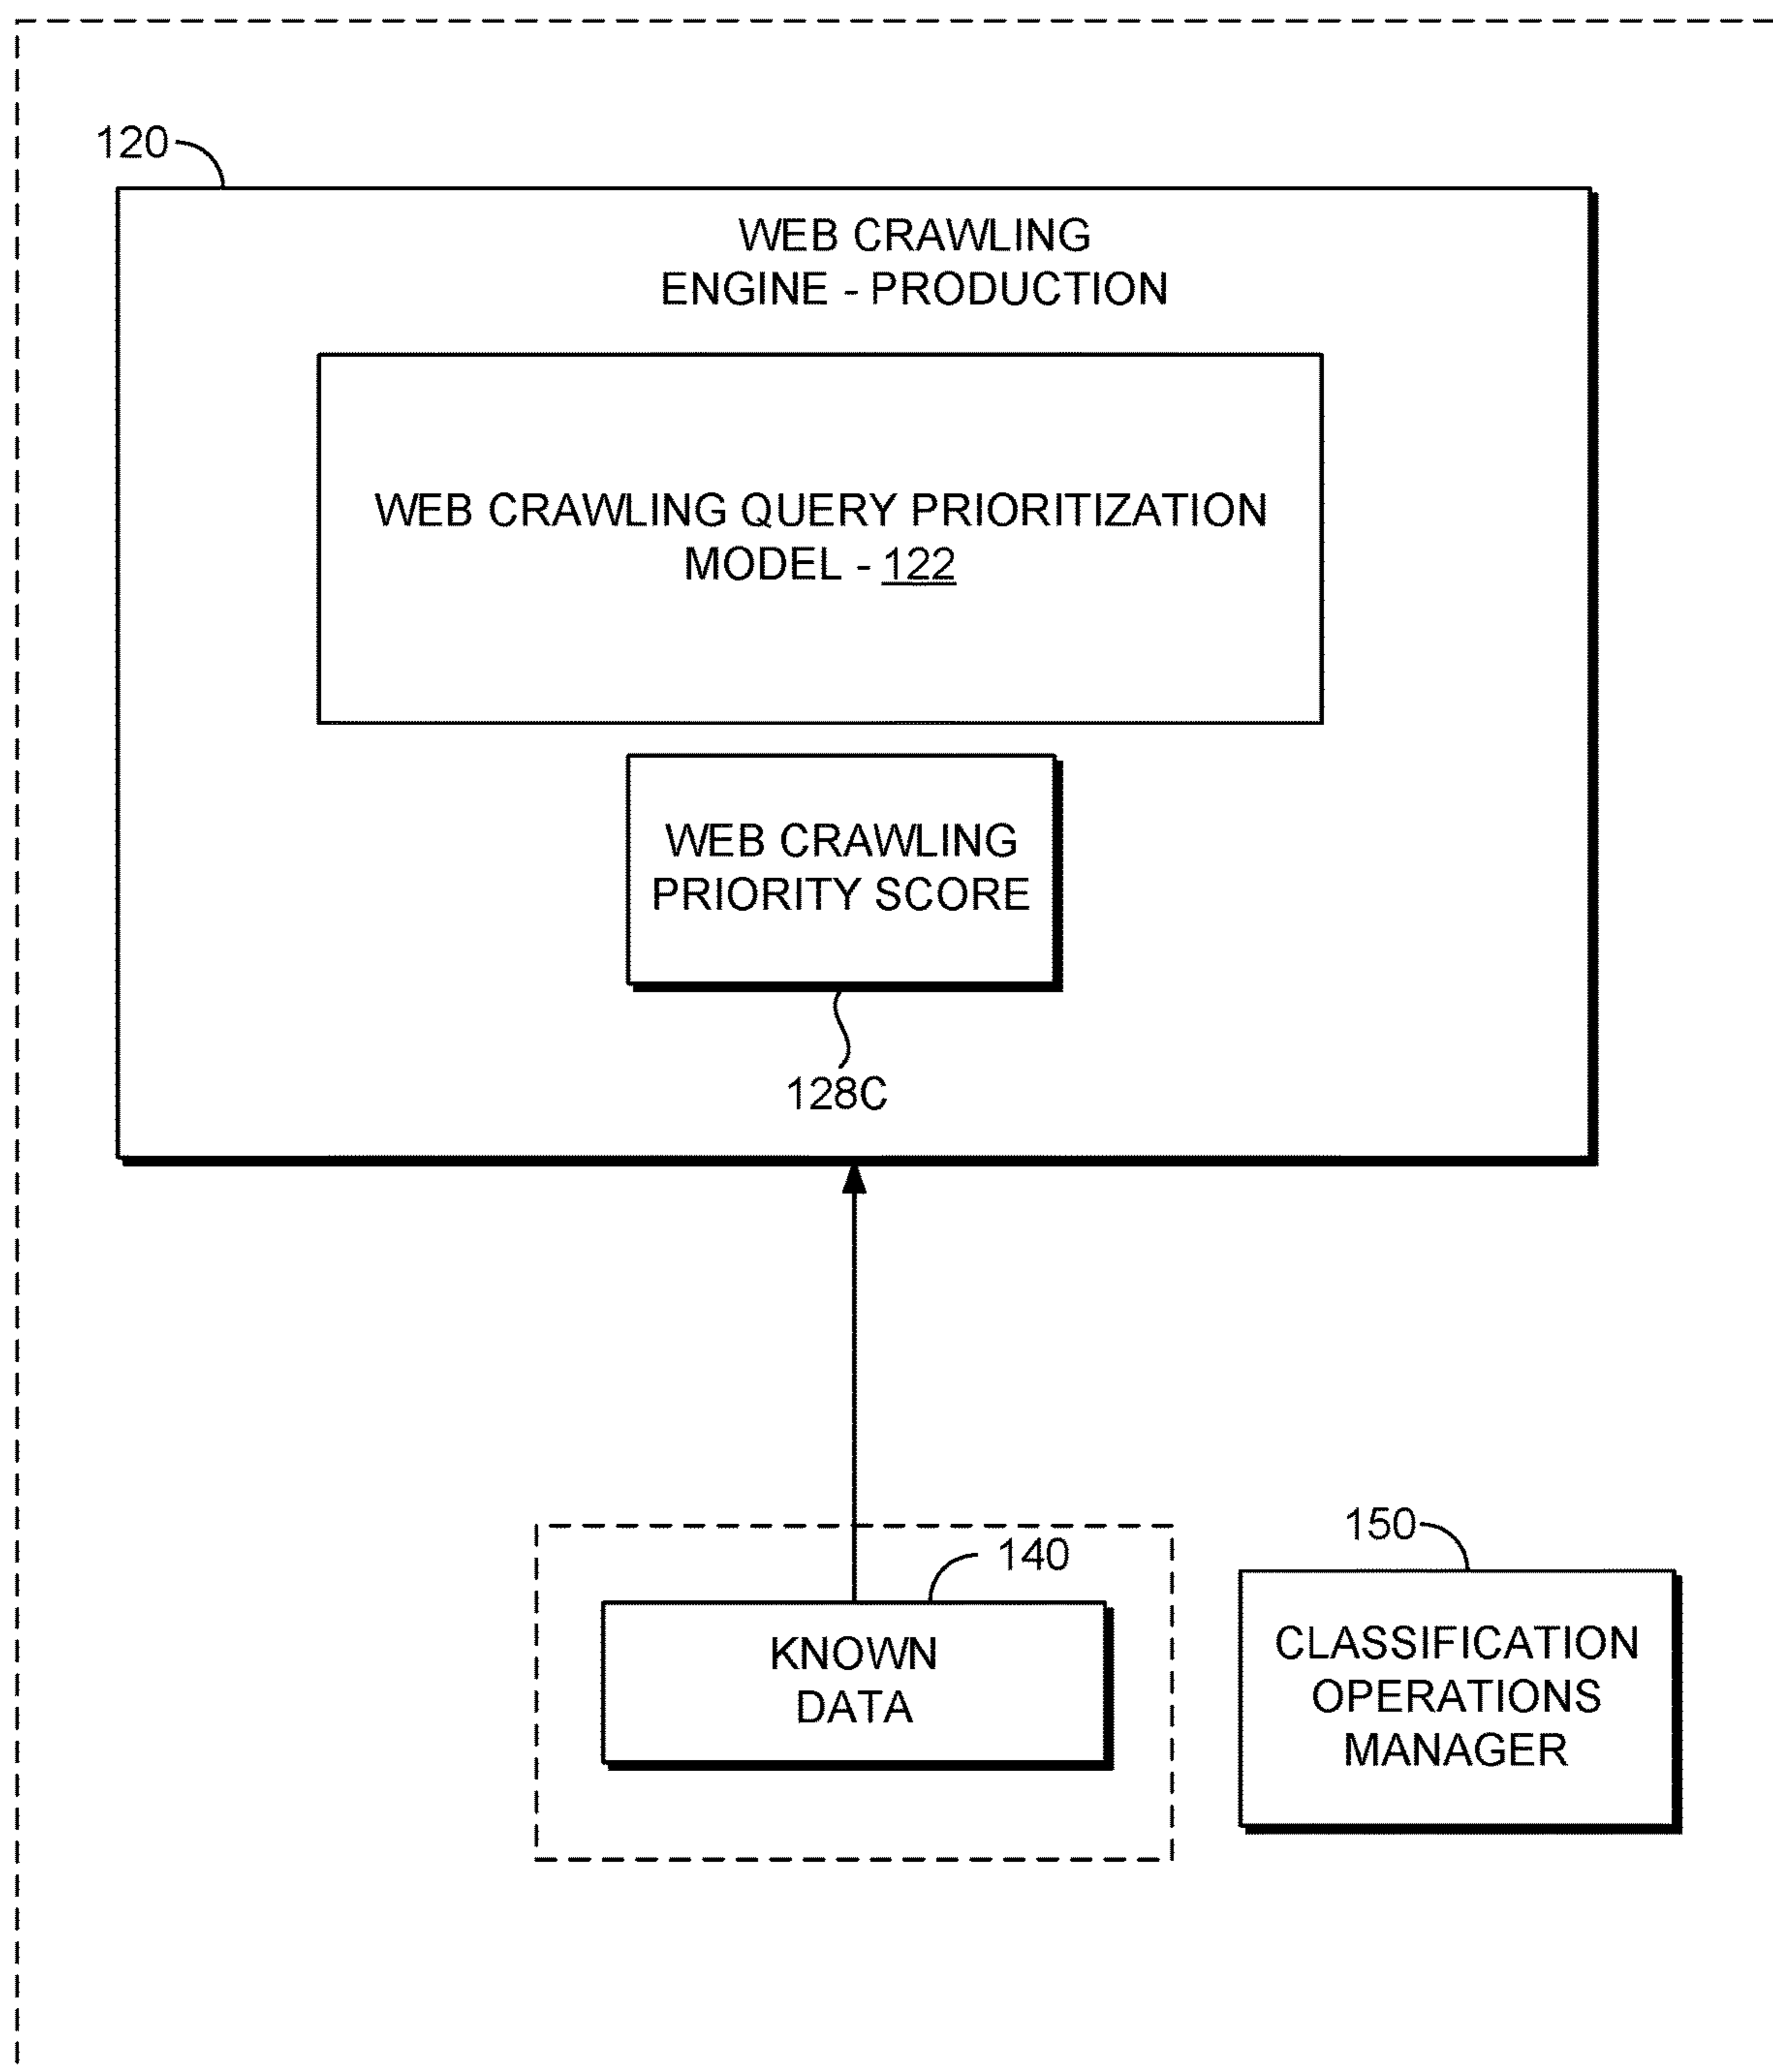 120
WEB CRAWLING
ENGINE - PRODUCTION
WEB CRAWLING QUERY PRIORITIZATION
MODEL - 122
WEB CRAWLING
PRIORITY SCORE
128C
140
KNOWN
DATA
150
CLASSIFICATION
OPERATIONS
MANAGER